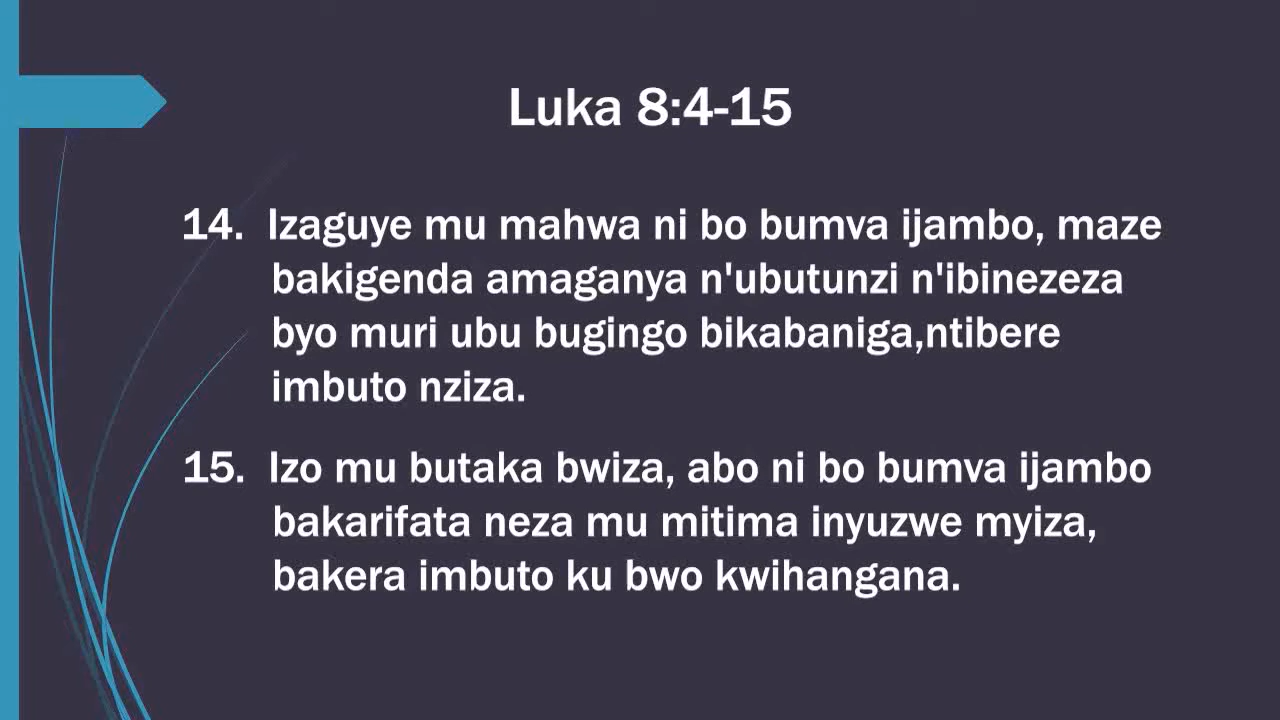 Luka 8:4-15
14. Izaguye mu mahwa ni bo bumva ijambo, maze
bakigenda amaganya n'ubutunzi n'ibinezeza
byo muri ubu bugingo bikabaniga,ntibere
imbuto nziza.
15. Izo mu butaka bwiza, abo ni bo bumva ijambo
bakarifata neza mu mitima inyuzwe myiza,
bakera imbuto ku bwo kwihangana.